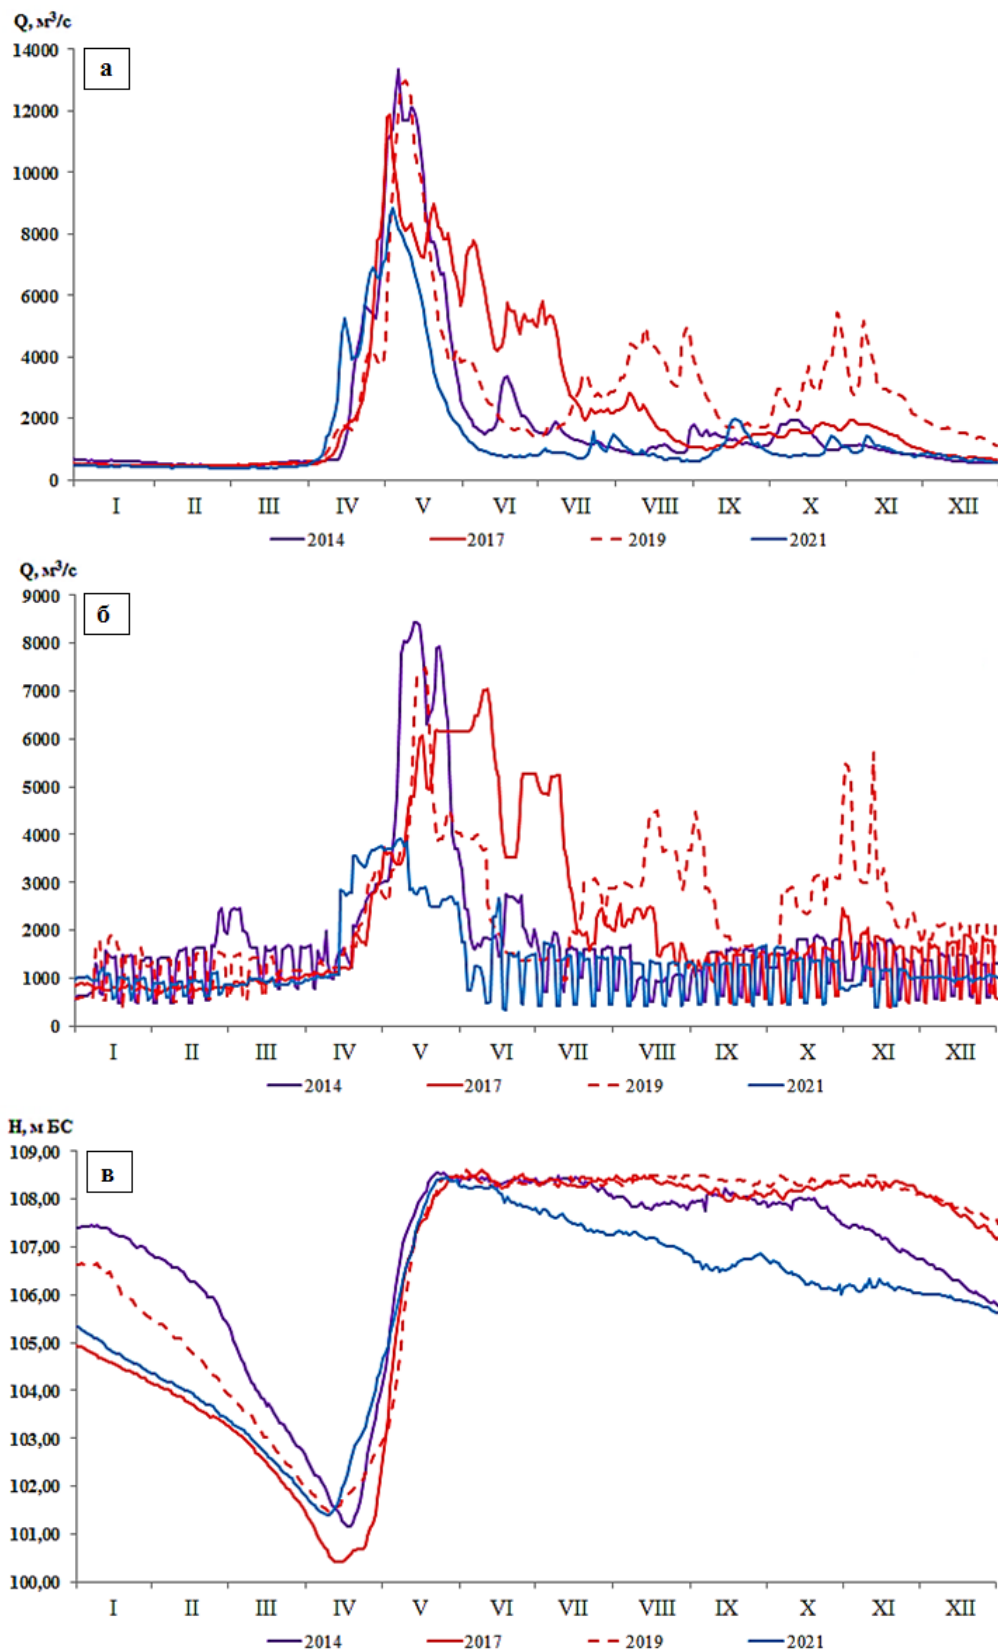 Q, м³/с
14000
а
12000
10000
8000
6000
4000
2000
0
I II III IV V VI VII VIII IX X XI XII
2014 2017 2019 2021
Q, м³/с
9000
б
8000
7000
6000
5000
4000
3000
2000
1000
0
I II III IV V VI VII VIII IX X XI XII
2014 2017 2019 2021
Н, м БС
109,00
в
108,00
107,00
106,00
105,00
104,00
103,00
102,00
101,00
100,00
I II III IV V VI VII VIII IX X XI XII
2014 2017 2019 2021